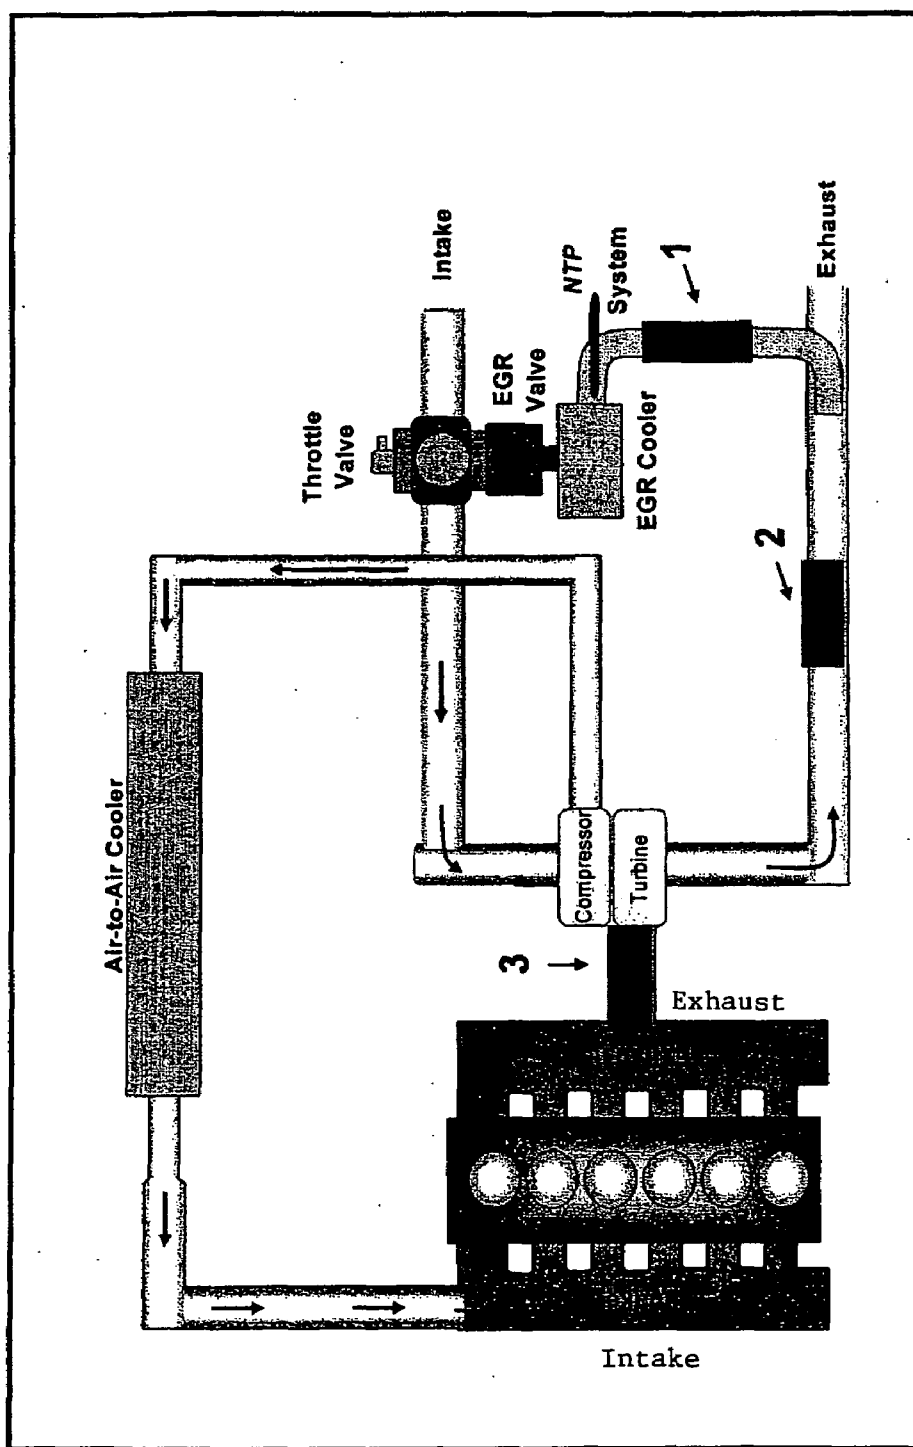 Air-to-Air Cooler
Throttle
Valve
Intake
EGR
Valve
NTP
System
EGR Cooler
1
2
Exhaust
3
Compressor
Turbine
Exhaust
Intake